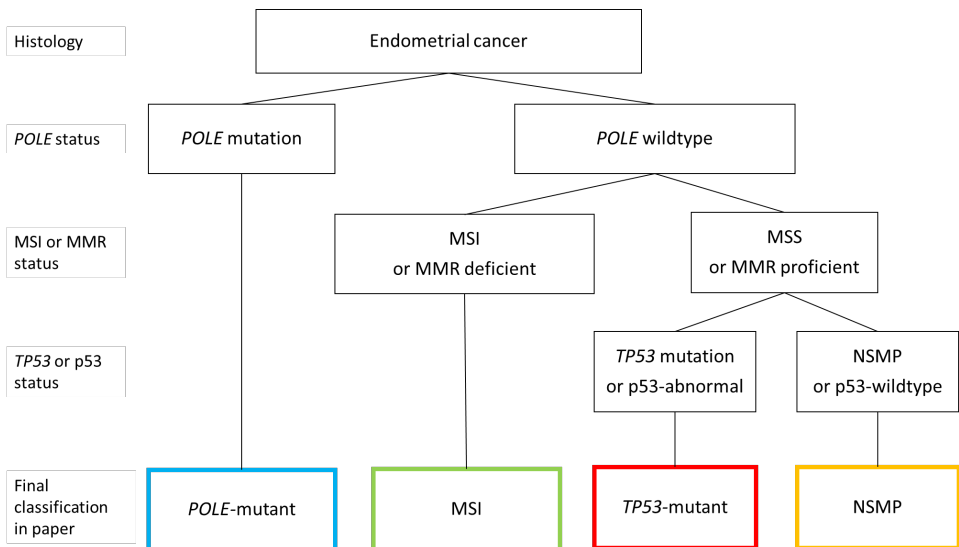 Histology
Endometrial cancer
POLE status
POLE mutation
POLE wildtype
MSI or MMR
status
MSI
or MMR deficient
MSS
or MMR proficient
TP53 or p53
status
TP53 mutation
or p53-abnormal
NSMP
or p53-wildtype
Final
classification
in paper
POLE-mutant
MSI
TP53-mutant
NSMP